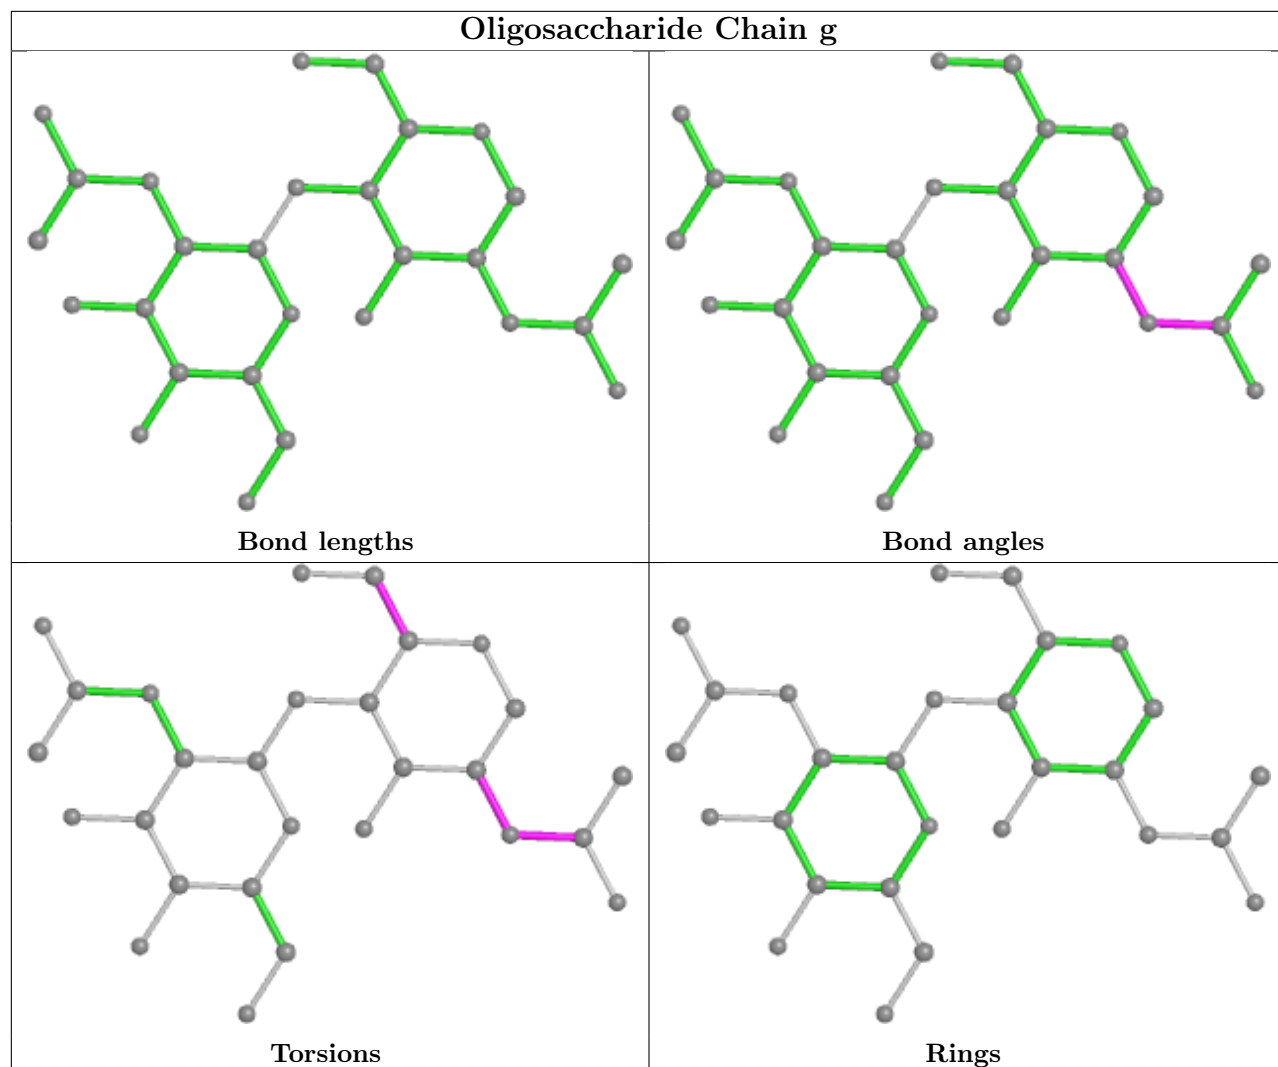 Oligosaccharide Chain g
Bond lengths
Bond angles
Torsions
Rings